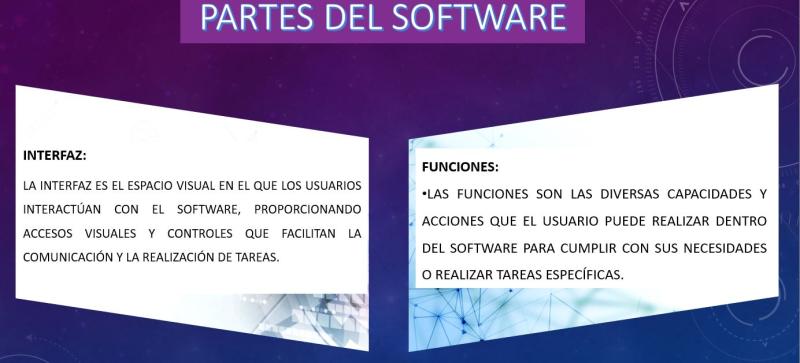 PARTES DEL SOFTWARE
INTERFAZ:
LA INTERFAZ ES EL ESPACIO VISUAL EN EL QUE LOS USUARIOS
INTERACTÚAN CON EL SOFTWARE, PROPORCIONANDO
ACCESOS VISUALES Y CONTROLES QUE FACILITAN LA
COMUNICACIÓN Y LA REALIZACIÓN DE TAREAS.
FUNCIONES:
•LAS FUNCIONES SON LAS DIVERSAS CAPACIDADES Y
ACCIONES QUE EL USUARIO PUEDE REALIZAR DENTRO
DEL SOFTWARE PARA CUMPLIR CON SUS NECESIDADES
O REALIZAR TAREAS ESPECÍFICAS.